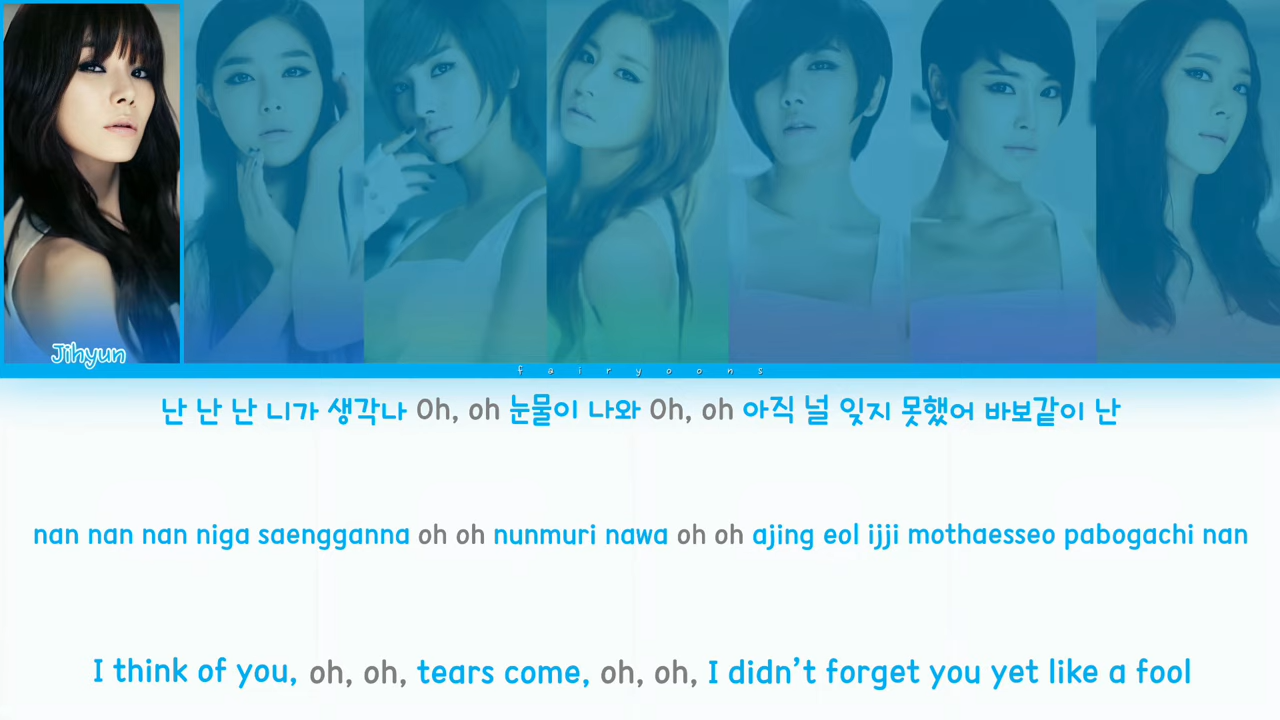 Jihyun
fairyoons
난 난 난 니가 생각나 Oh, oh 눈물이 나와 Oh, oh 아직 널 잊지 못했어 바보같이 난
nan nan nan niga saengganna oh oh nunmuri nawa oh oh ajing eol ijji mothaesseo pabogachi nan
I think of you, oh, oh, tears come, oh, oh, I didn't forget you yet like a fool